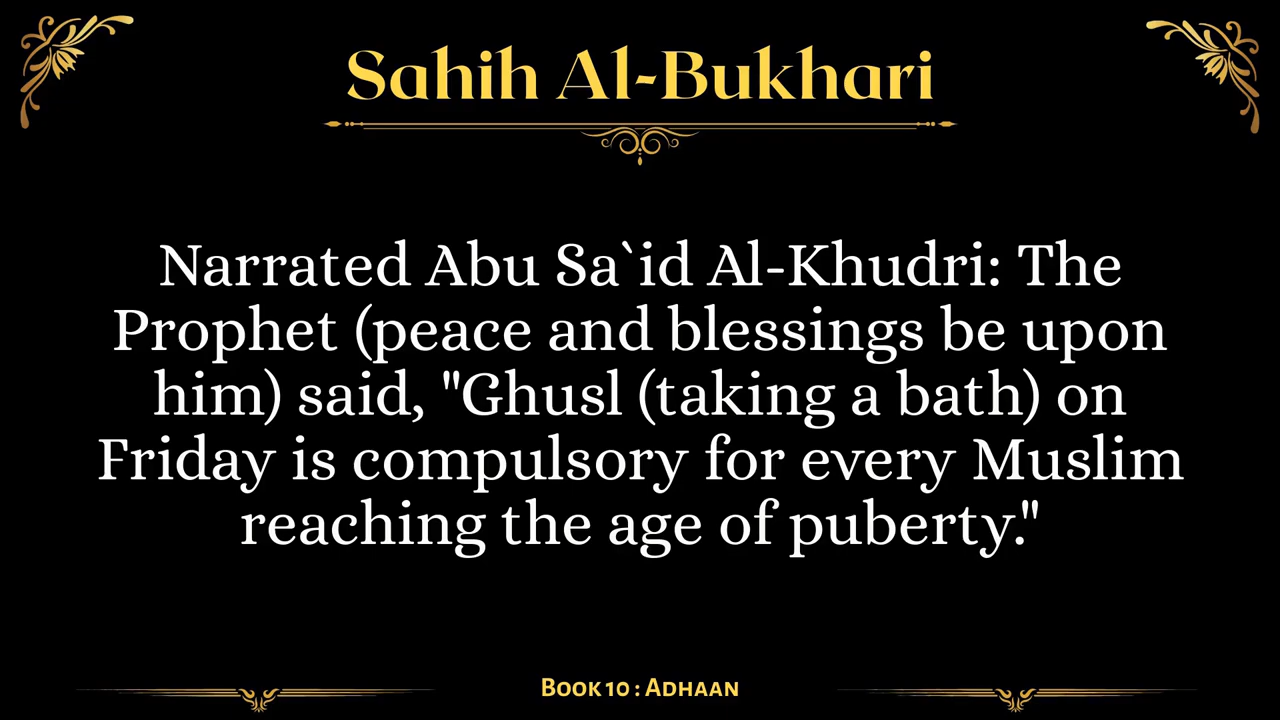 Sahih Al-Bukhari
Narrated Abu Sa`id Al-Khudri: The
Prophet (peace and blessings be upon
him) said, "Ghusl (taking a bath) on
Friday is compulsory for every Muslim
reaching the age of puberty."
Book 10 : Adhaan